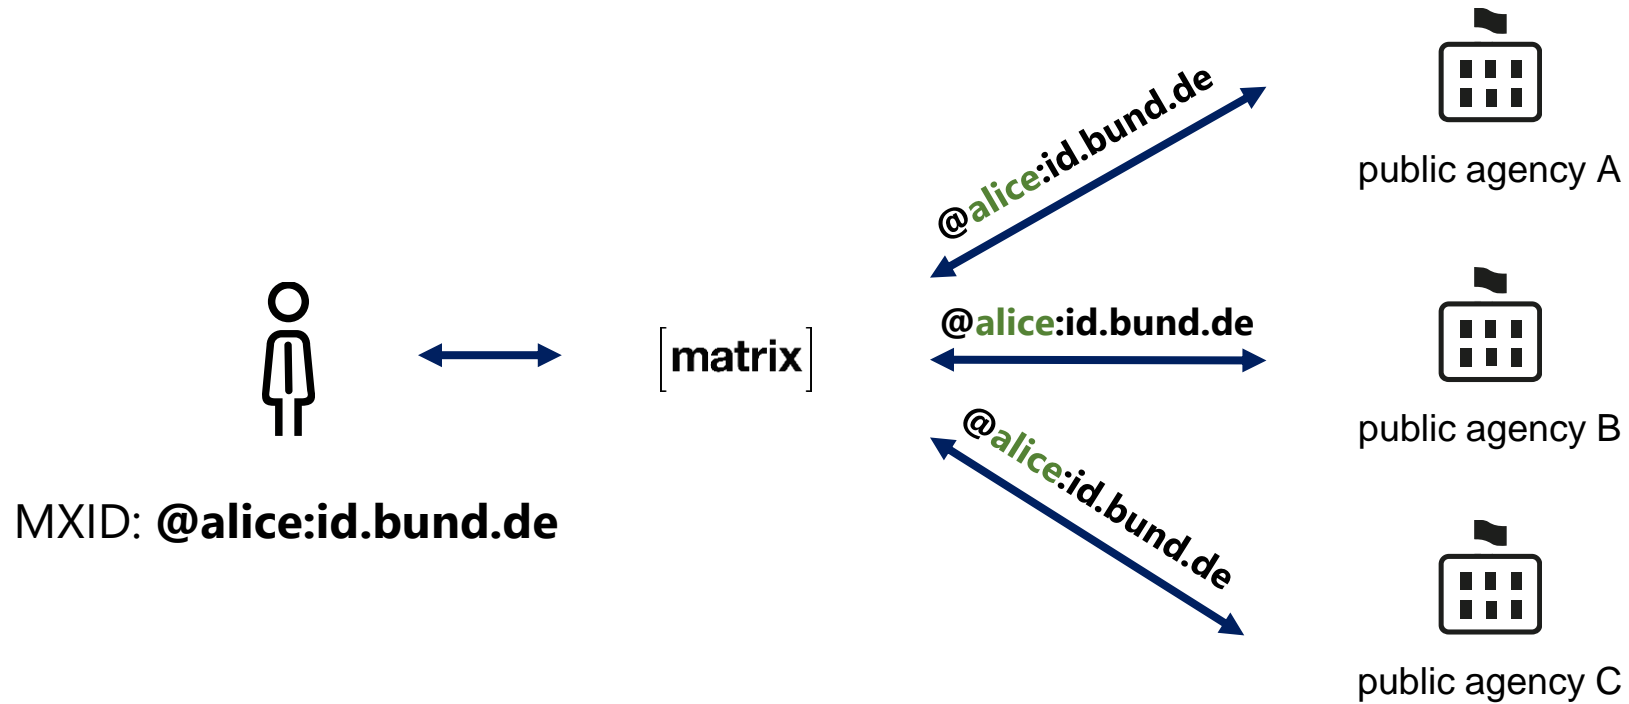 @alice:id.bund.de
public agency A
@alice:id.bund.de
[matrix]
public agency B
@alice:id.bund.de
MXID: @alice:id.bund.de
public agency C